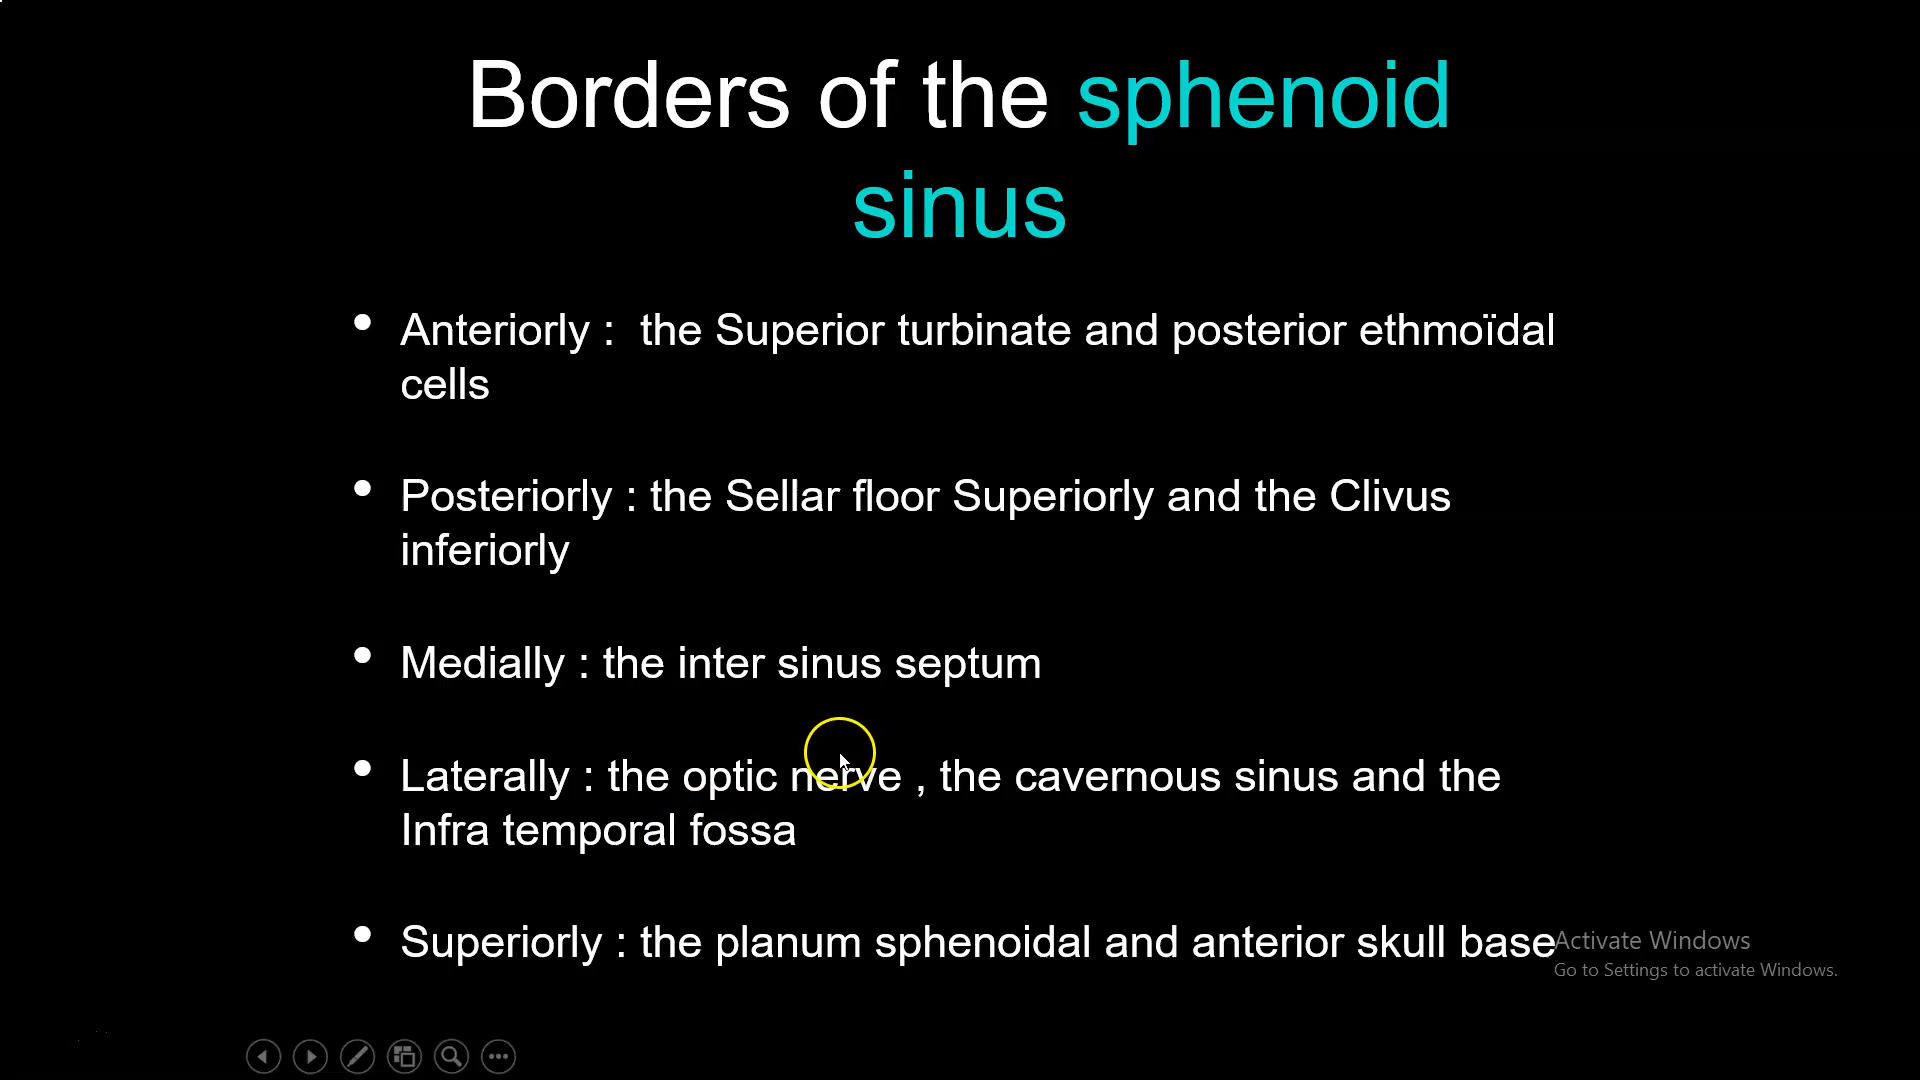 Borders of the sphenoid
sinus
• Anteriorly :  the Superior turbinate and posterior ethmoïdal
cells
• Posteriorly : the Sellar floor Superiorly and the Clivus
inferiorly
• Medially : the inter sinus septum
• Laterally : the optic nerve , the cavernous sinus and the
Infra temporal fossa
• Superiorly : the planum sphenoidal and anterior skull base
Activate Windows
Go to Settings to activate Windows.